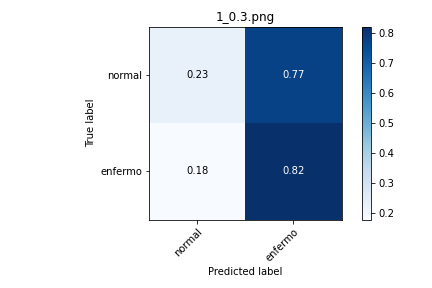 1_0.3.png
normal
0.23
0.77
enfermo
0.18
0.82
True label
normal
enfermo
Predicted label
0.8
0.7
0.6
0.5
0.4
0.3
0.2